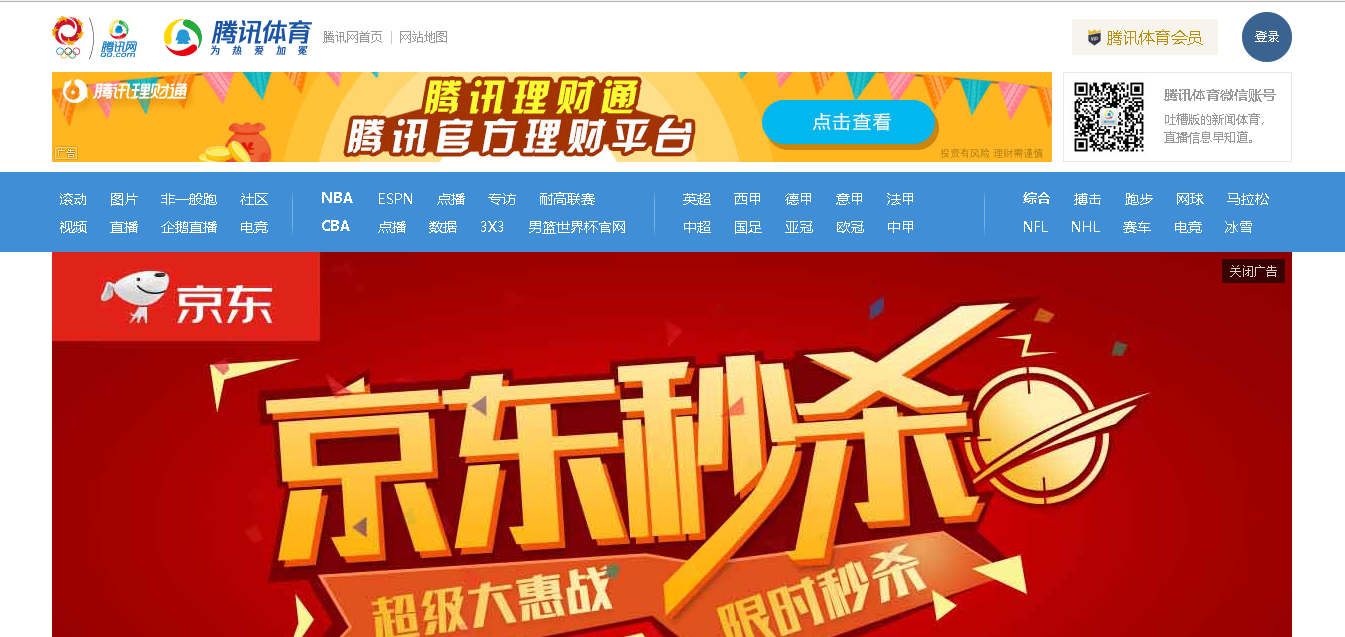 腾讯网
QQ.com
腾讯体育
为热爱加冕
腾讯网首页 | 网站地图
VIP 腾讯体育会员
登录
腾讯理财通
腾讯理财通
腾讯官方理财平台
点击查看
广告
投资有风险 理财需谨慎
腾讯体育微信账号
吐槽版的新闻体育，
直播信息早知道。
滚动 图片 非一般跑 社区 NBA ESPN 点播 专访 耐高联赛 英超 西甲 德甲 意甲 法甲 综合 搏击 跑步 网球 马拉松
视频 直播 企鹅直播 电竞 CBA 点播 数据 3X3 男篮世界杯官网 中超 国足 亚冠 欧冠 中甲 NFL NHL 赛车 电竞 冰雪
关闭广告
京东
京东秒杀
超级大惠战
限时秒杀